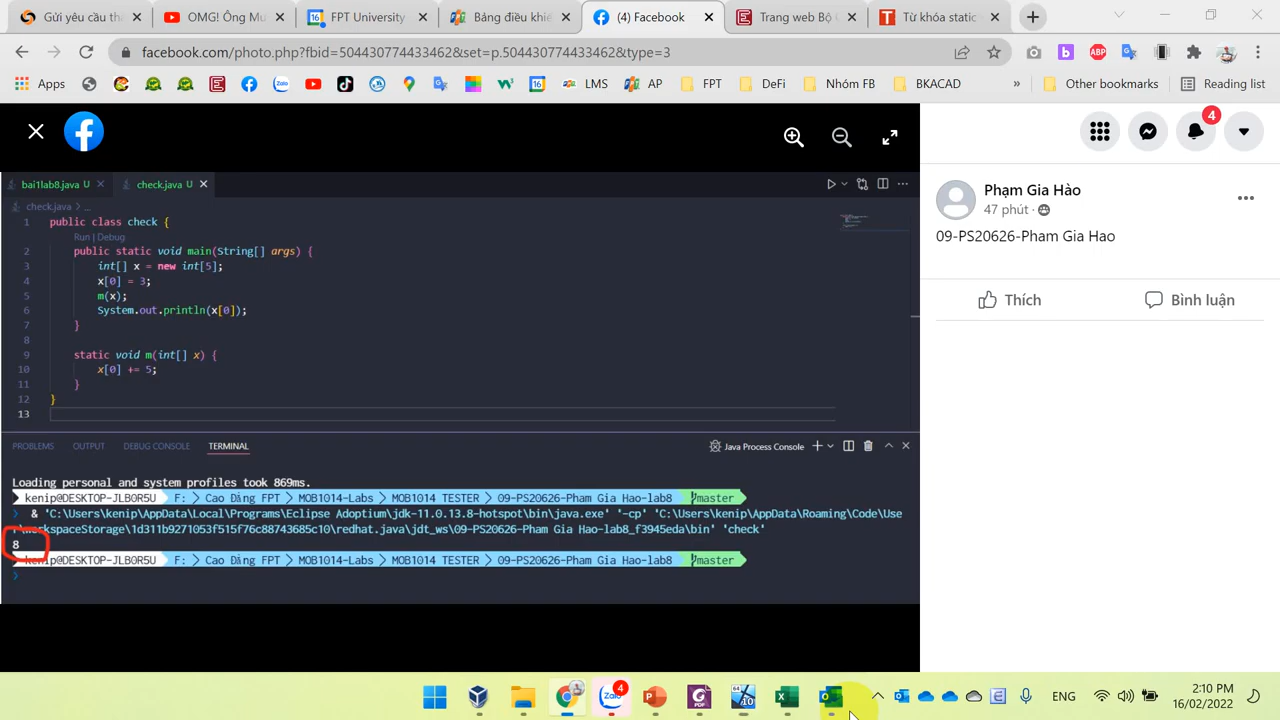 Gửi yêu cầu thà
OMG! Ông Mu
FPT University
Bảng điều khiể
(4) Facebook
Trang web Bộ C
Từ khóa static
facebook.com/photo.php?fbid=504430774433462&set=p.504430774433462&type=3
Apps
LMS
AP
FPT
DeFi
Nhóm FF
BKACAD
»
Other bookmarks
Reading list
4
bai1lab8.java U
check.java U
check.java > ...
Phạm Gia Hào
47 phút
09-PS20626-Pham Gia Hao
Thích
Bình luận
1 public class check {
Run | Debug
2 public static void main(String[] args) {
3 int[] x = new int[5];
4 x[0] = 3;
5 m(x);
6 System.out.println(x[0]);
7 }
8
9 static void m(int[] x) {
10 x[0] += 5;
11 }
12 }
13
PROBLEMS OUTPUT DEBUG CONSOLE TERMINAL
Java Process Console
Loading personal and system profiles took 869ms.
kenip@DESKTOP-JLB0R5U F: Cao Đẳng FPT MOB1014-Labs MOB1014 TESTER 09-PS20626-Pham Gia Hao-lab8 master
> & 'C:\Users\kenip\AppData\Local\Programs\Eclipse Adoptium\jdk-11.0.13.8-hotspot\bin\java.exe' '-cp' 'C:\Users\kenip\AppData\Roaming\Code\Use
r\workspaceStorage\1d311b9271053f515f76c88743685c10\redhat.java\jdt_ws\09-PS20626-Pham Gia Hao-lab8_f3945eda\bin' 'check'
8
kenip@DESKTOP-JLB0R5U F: Cao Đẳng FPT MOB1014-Labs MOB1014 TESTER 09-PS20626-Pham Gia Hao-lab8 master
>
4
ENG
2:10 PM
16/02/2022